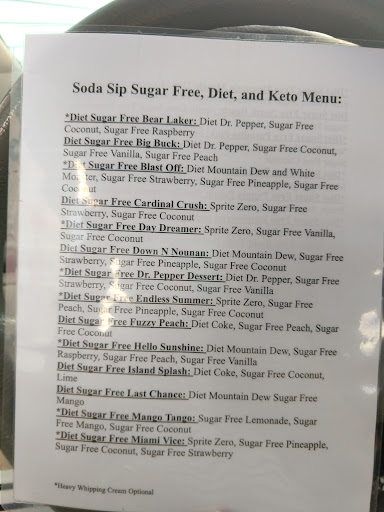 Soda Sip Sugar Free, Diet, and Keto Menu:
*Diet Sugar Free Bear Laker: Diet Dr. Pepper, Sugar Free
Coconut, Sugar Free Raspberry
Diet Sugar Free Big Buck: Diet Dr. Pepper, Sugar Free Coconut,
Sugar Free Vanilla, Sugar Free Peach
*Diet Sugar Free Blast Off: Diet Mountain Dew and White
Monster, Sugar Free Strawberry, Sugar Free Pineapple, Sugar Free
Coconut
Diet Sugar Free Cardinal Crush: Sprite Zero, Sugar Free
Strawberry, Sugar Free Coconut
*Diet Sugar Free Day Dreamer: Sprite Zero, Sugar Free Vanilla,
Sugar Free Coconut
Diet Sugar Free Down N Nounan: Diet Mountain Dew, Sugar Free
Strawberry, Sugar Free Pineapple, Sugar Free Coconut
*Diet Sugar Free Dr. Pepper Dessert: Diet Dr. Pepper, Sugar Free
Strawberry, Sugar Free Coconut, Sugar Free Vanilla
*Diet Sugar Free Endless Summer: Sprite Zero, Sugar Free
Peach, Sugar Free Pineapple, Sugar Free Coconut
Diet Sugar Free Fuzzy Peach: Diet Coke, Sugar Free Peach, Sugar
Free Coconut
*Diet Sugar Free Hello Sunshine: Diet Mountain Dew, Sugar Free
Raspberry, Sugar Free Peach, Sugar Free Vanilla
Diet Sugar Free Island Splash: Diet Coke, Sugar Free Coconut,
Lime
Diet Sugar Free Last Chance: Diet Mountain Dew Sugar Free
Mango
*Diet Sugar Free Mango Tango: Sugar Free Lemonade, Sugar
Free Mango, Sugar Free Coconut
*Diet Sugar Free Miami Vice: Sprite Zero, Sugar Free Pineapple,
Sugar Free Coconut, Sugar Free Strawberry
*Heavy Whipping Cream Optional